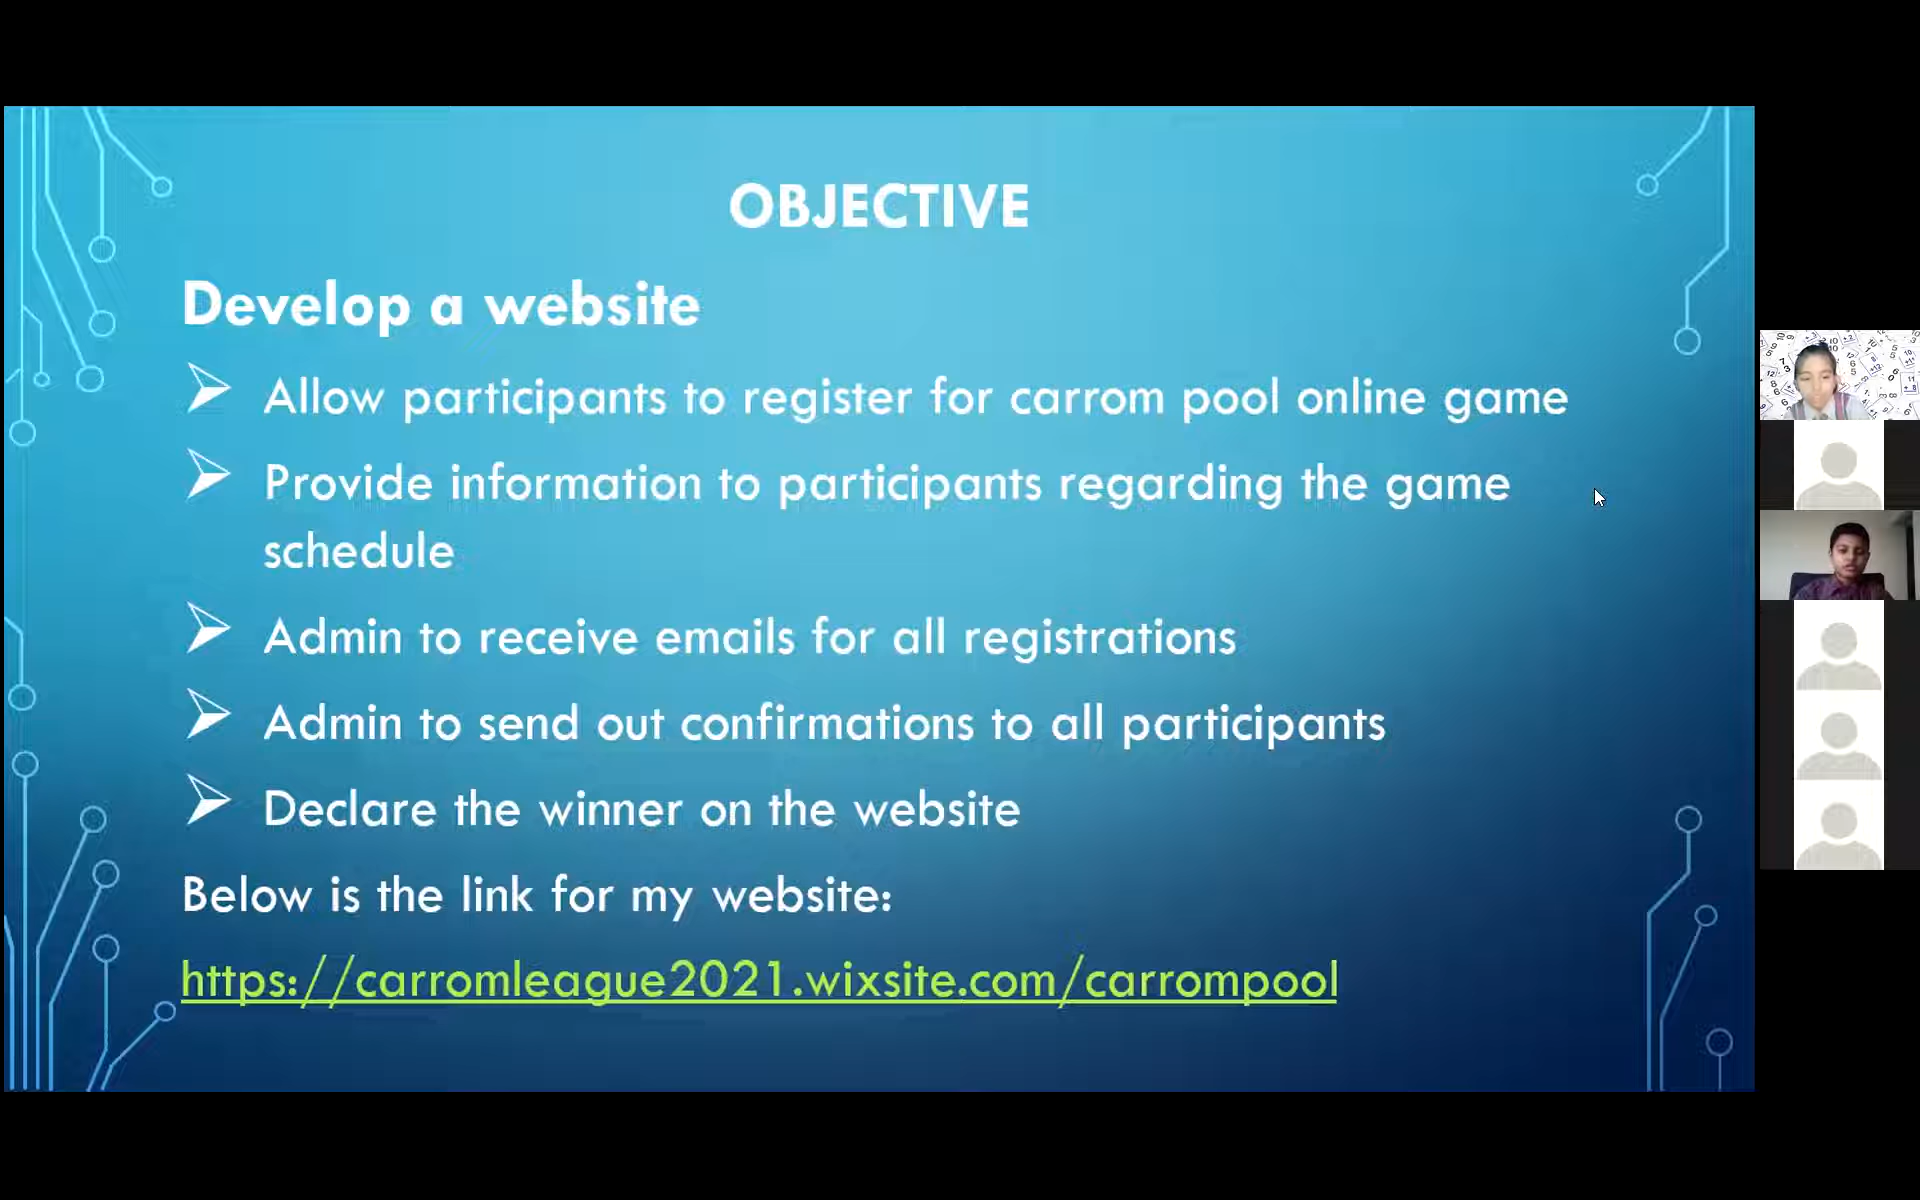 OBJECTIVE
Develop a website
Allow participants to register for carrom pool online game
Provide information to participants regarding the game
schedule
Admin to receive emails for all registrations
Admin to send out confirmations to all participants
Declare the winner on the website
Below is the link for my website:
https://carromleague2021.wixsite.com/carrompool